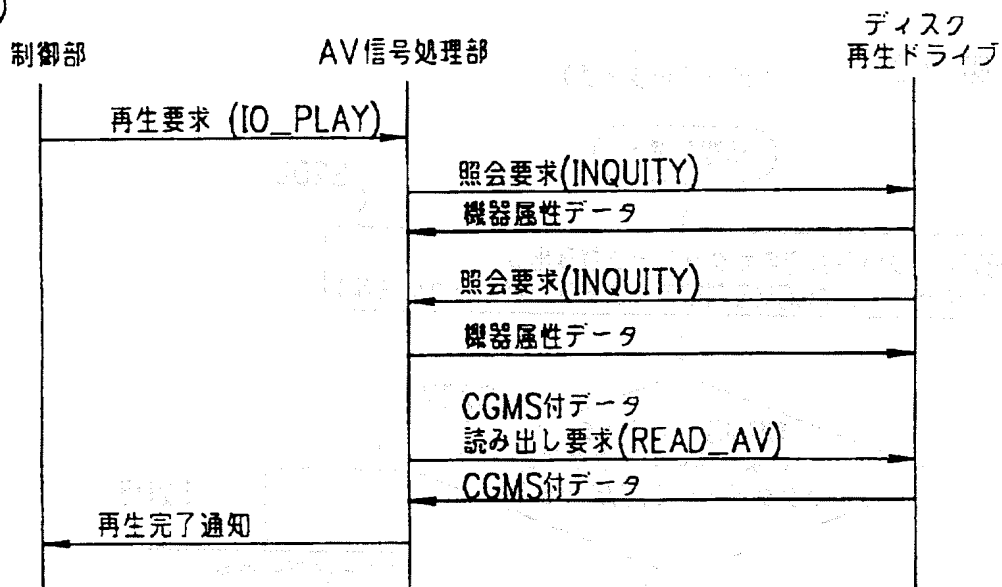 制御部
AV信号処理部
ディスク
再生ドライブ
再生要求 (IO_PLAY)
照会要求(INQUITY)
機器属性データ
照会要求(INQUITY)
機器属性データ
CGMS付データ
読み出し要求(READ_AV)
CGMS付データ
再生完了通知